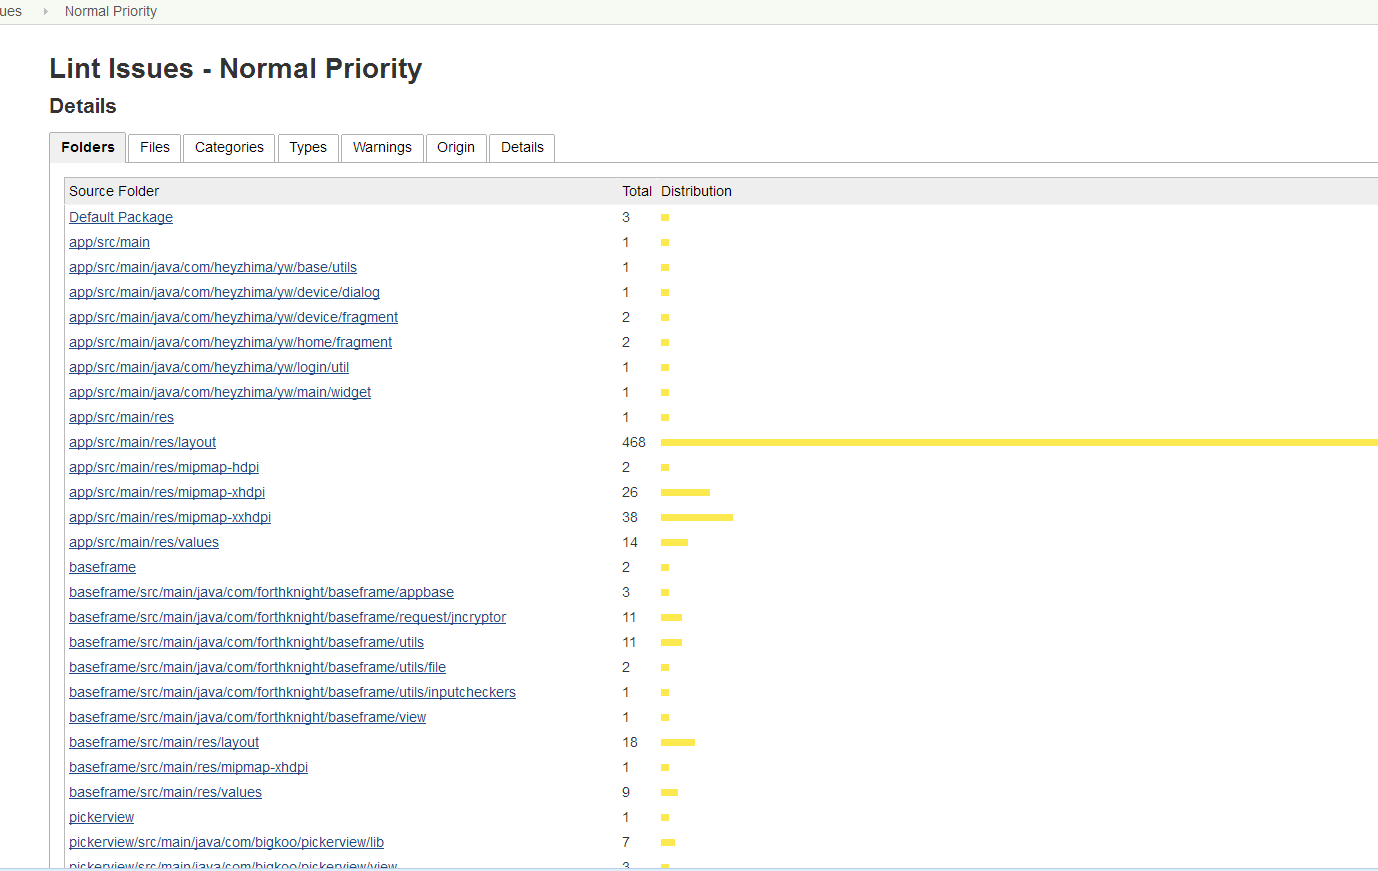 ues Normal Priority
Lint Issues - Normal Priority
Details
Folders Files Categories Types Warnings Origin Details
Source Folder Total Distribution
Default Package 3
app/src/main 1
app/src/main/java/com/heyzhima/yw/base/utils 1
app/src/main/java/com/heyzhima/yw/device/dialog 1
app/src/main/java/com/heyzhima/yw/device/fragment 2
app/src/main/java/com/heyzhima/yw/home/fragment 2
app/src/main/java/com/heyzhima/yw/login/util 1
app/src/main/java/com/heyzhima/yw/main/widget 1
app/src/main/res 1
app/src/main/res/layout 468
app/src/main/res/mipmap-hdpi 2
app/src/main/res/mipmap-xhdpi 26
app/src/main/res/mipmap-xxhdpi 38
app/src/main/res/values 14
baseframe 2
baseframe/src/main/java/com/forthknight/baseframe/appbase 3
baseframe/src/main/java/com/forthknight/baseframe/request/jncryptor 11
baseframe/src/main/java/com/forthknight/baseframe/utils 11
baseframe/src/main/java/com/forthknight/baseframe/utils/file 2
baseframe/src/main/java/com/forthknight/baseframe/utils/inputcheckers 1
baseframe/src/main/java/com/forthknight/baseframe/view 1
baseframe/src/main/res/layout 18
baseframe/src/main/res/mipmap-xhdpi 1
baseframe/src/main/res/values 9
pickerview 1
pickerview/src/main/java/com/bigkoo/pickerview/lib 7
pickerview/src/main/java/com/bigkoo/pickerview/view 3